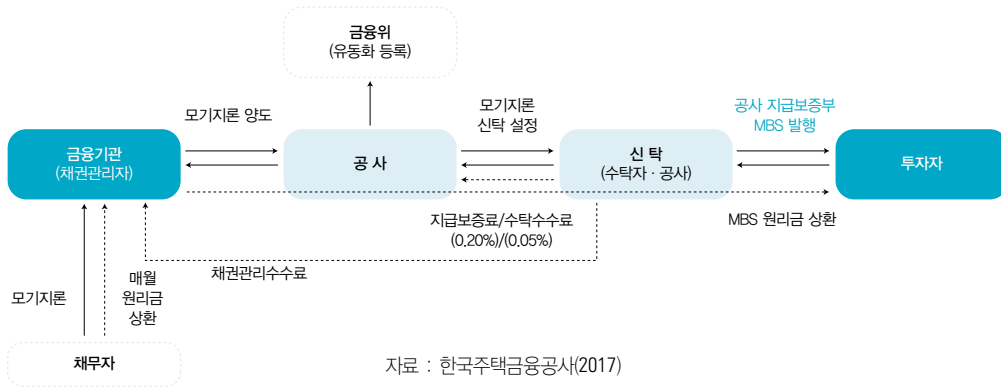 금융위
(유동화 등록)
모기지론 양도
모기지론
신탁 설정
공사 지급보증부
MBS 발행
금융기관
(채권관리자)
공 사
신 탁
(수탁자 · 공사)
투자자
지급보증료/수탁수수료
(0.20%)/(0.05%)
MBS 원리금 상환
채권관리수수료
모기지론
매월
원리금
상환
채무자
자료 : 한국주택금융공사(2017)